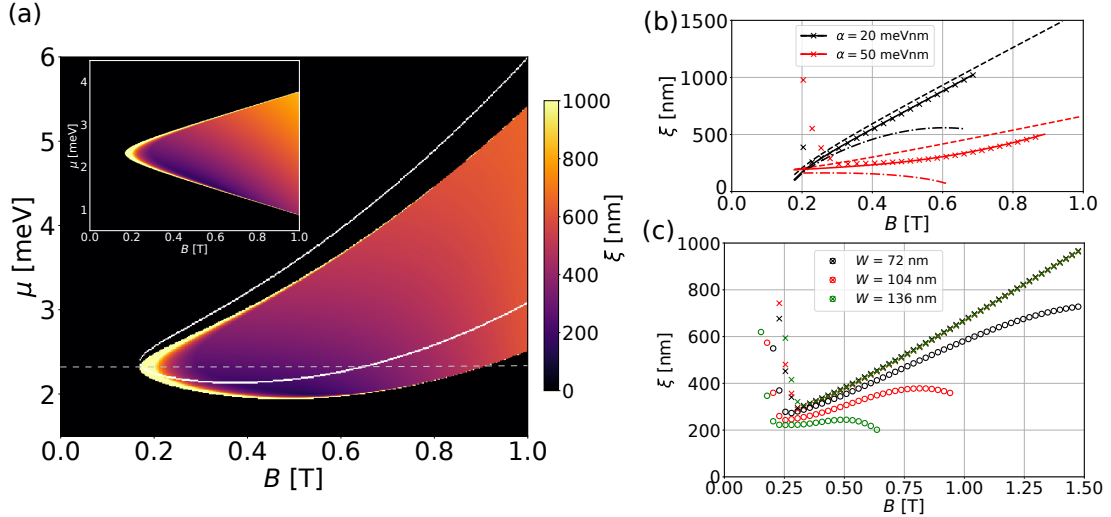 (a)
6
5
4
3
2
μ [meV]
0.0
0.2
0.4
0.6
0.8
1.0
B [T]
4
3
2
1
μ [meV]
0.0
0.2
0.4
0.6
0.8
1.0
B [T]
1000
800
600
400
200
0
ξ [nm]
(b)
1500
1000
500
0
ξ [nm]
α = 20 meVnm
α = 50 meVnm
0.0
0.2
0.4
0.6
0.8
1.0
B [T]
(c)
1000
800
600
400
200
0
ξ [nm]
W = 72 nm
W = 104 nm
W = 136 nm
0.00
0.25
0.50
0.75
1.00
1.25
1.50
B [T]